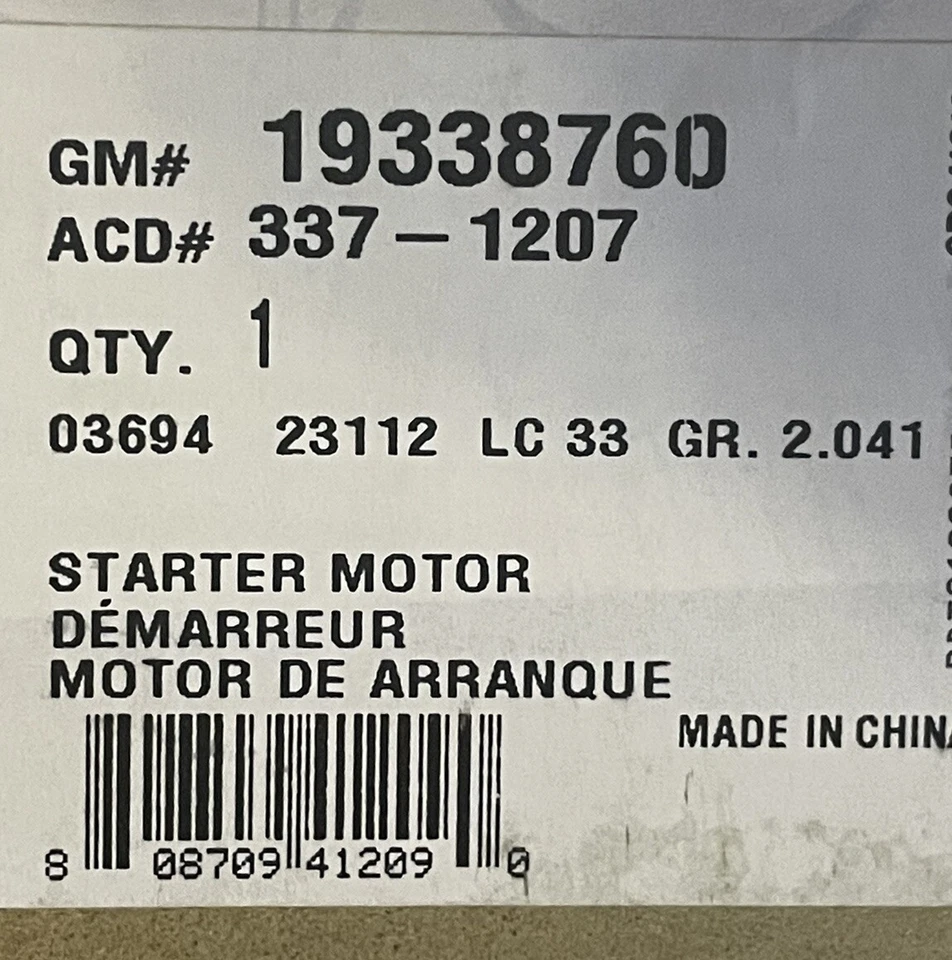 GM# 19338760
ACD# 337-1207
QTY. 1
03694 23112 LC 33 GR. 2.041
STARTER MOTOR
DÉMARREUR
MOTOR DE ARRANQUE
MADE IN CHINA
8 08709 41209 0